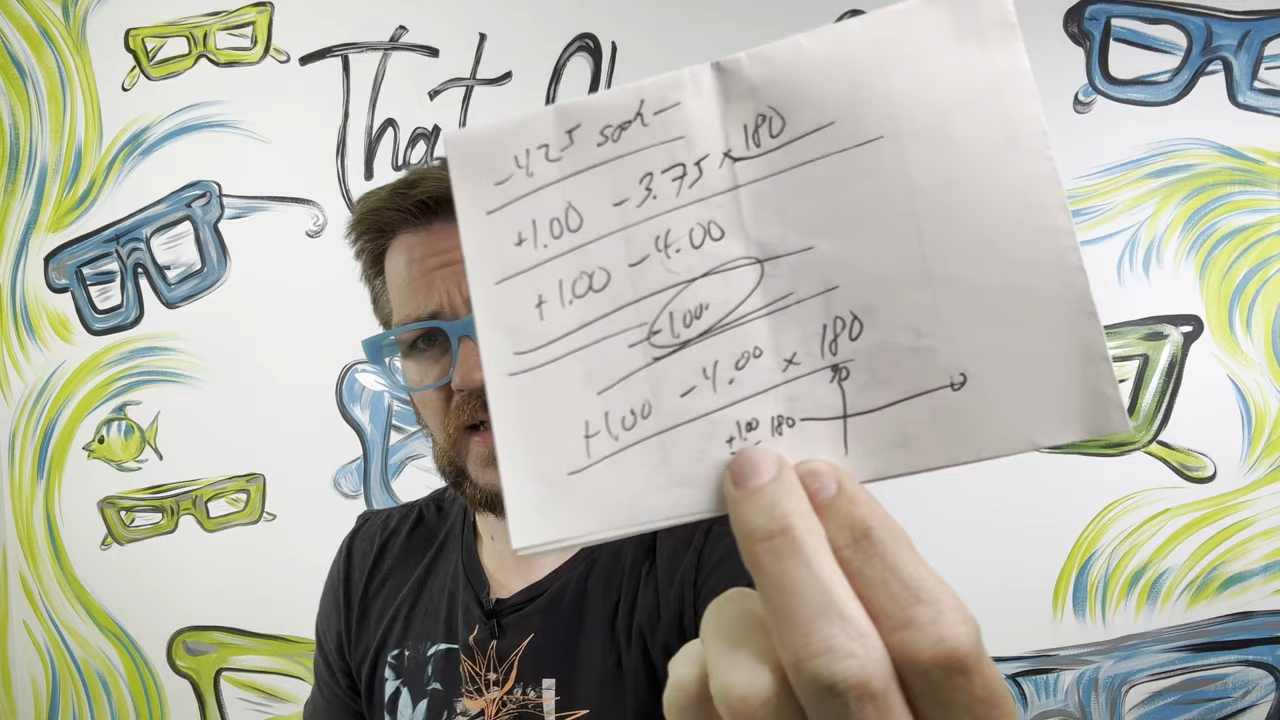 That
-4.25 sph
+1.00 -3.75 x 180
+1.00 -4.00
-1.00
+1.00 -4.00 x 180
90
0
+1.00 180